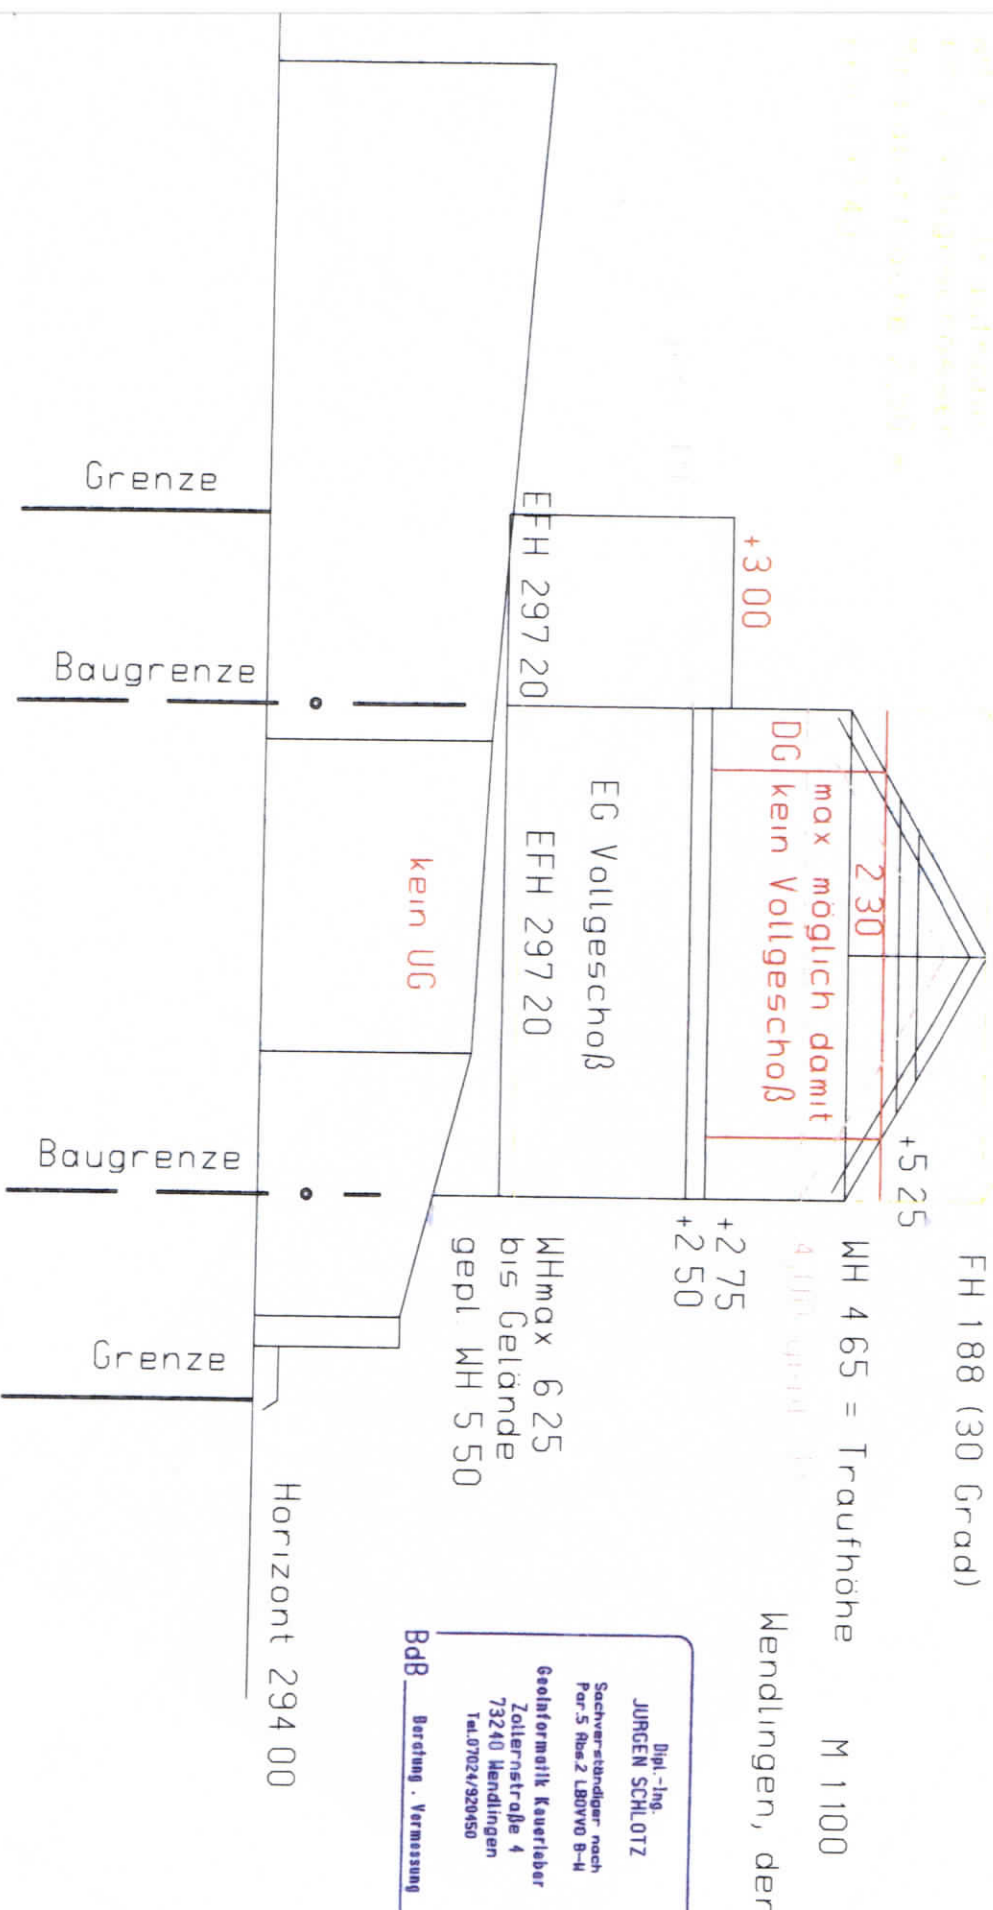 FH 188 (30 Grad)
+5 25
WH 4 65 = Traufhöhe
M 1 100
2 30
max möglich damit
DG kein Vollgeschoß
+3 00
+2 75
+2 50
Wendlingen, der
EG Vollgeschoß
EFH 297 20
EFH 297 20
WHmax 6 25
bis Gelände
gepl. WH 5 50
kein UG
Dipl.-Ing.
JURGEN SCHLOTZ
Sachverständiger nach
Par.5 Abs.2 LBOVVO B-W
Geoinformatik Kauerleber
Zollernstraße 4
73240 Wendlingen
Tel.07024/920450
BdB Beratung . Vermessung
Horizont 294 00
Grenze
Baugrenze
Baugrenze
Grenze